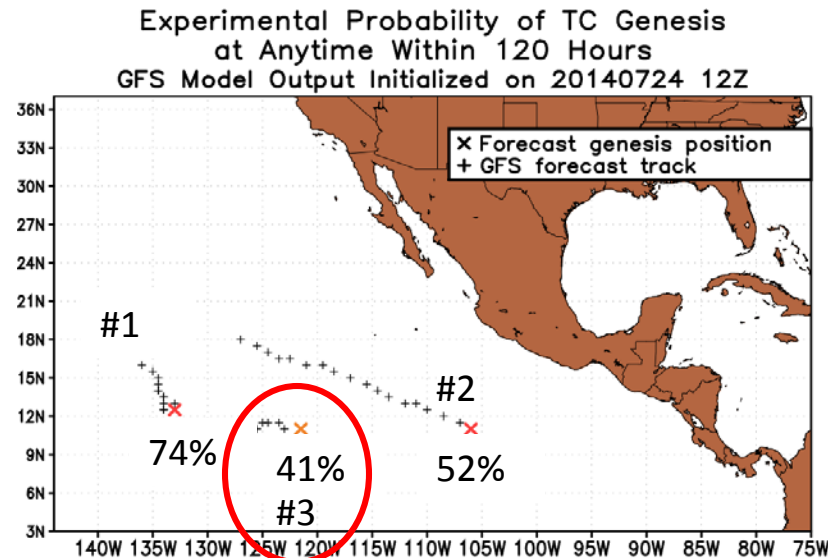 Experimental Probability of TC Genesis
at Anytime Within 120 Hours
GFS Model Output Initialized on 20140724 12Z
× Forecast genesis position
+ GFS forecast track
36N
33N
30N
27N
24N
21N
18N
15N
12N
9N
6N
3N
#1
#2
74%
41%
52%
#3
140W 135W 130W 125W 120W 115W 110W 105W 100W 95W 90W 85W 80W 75W